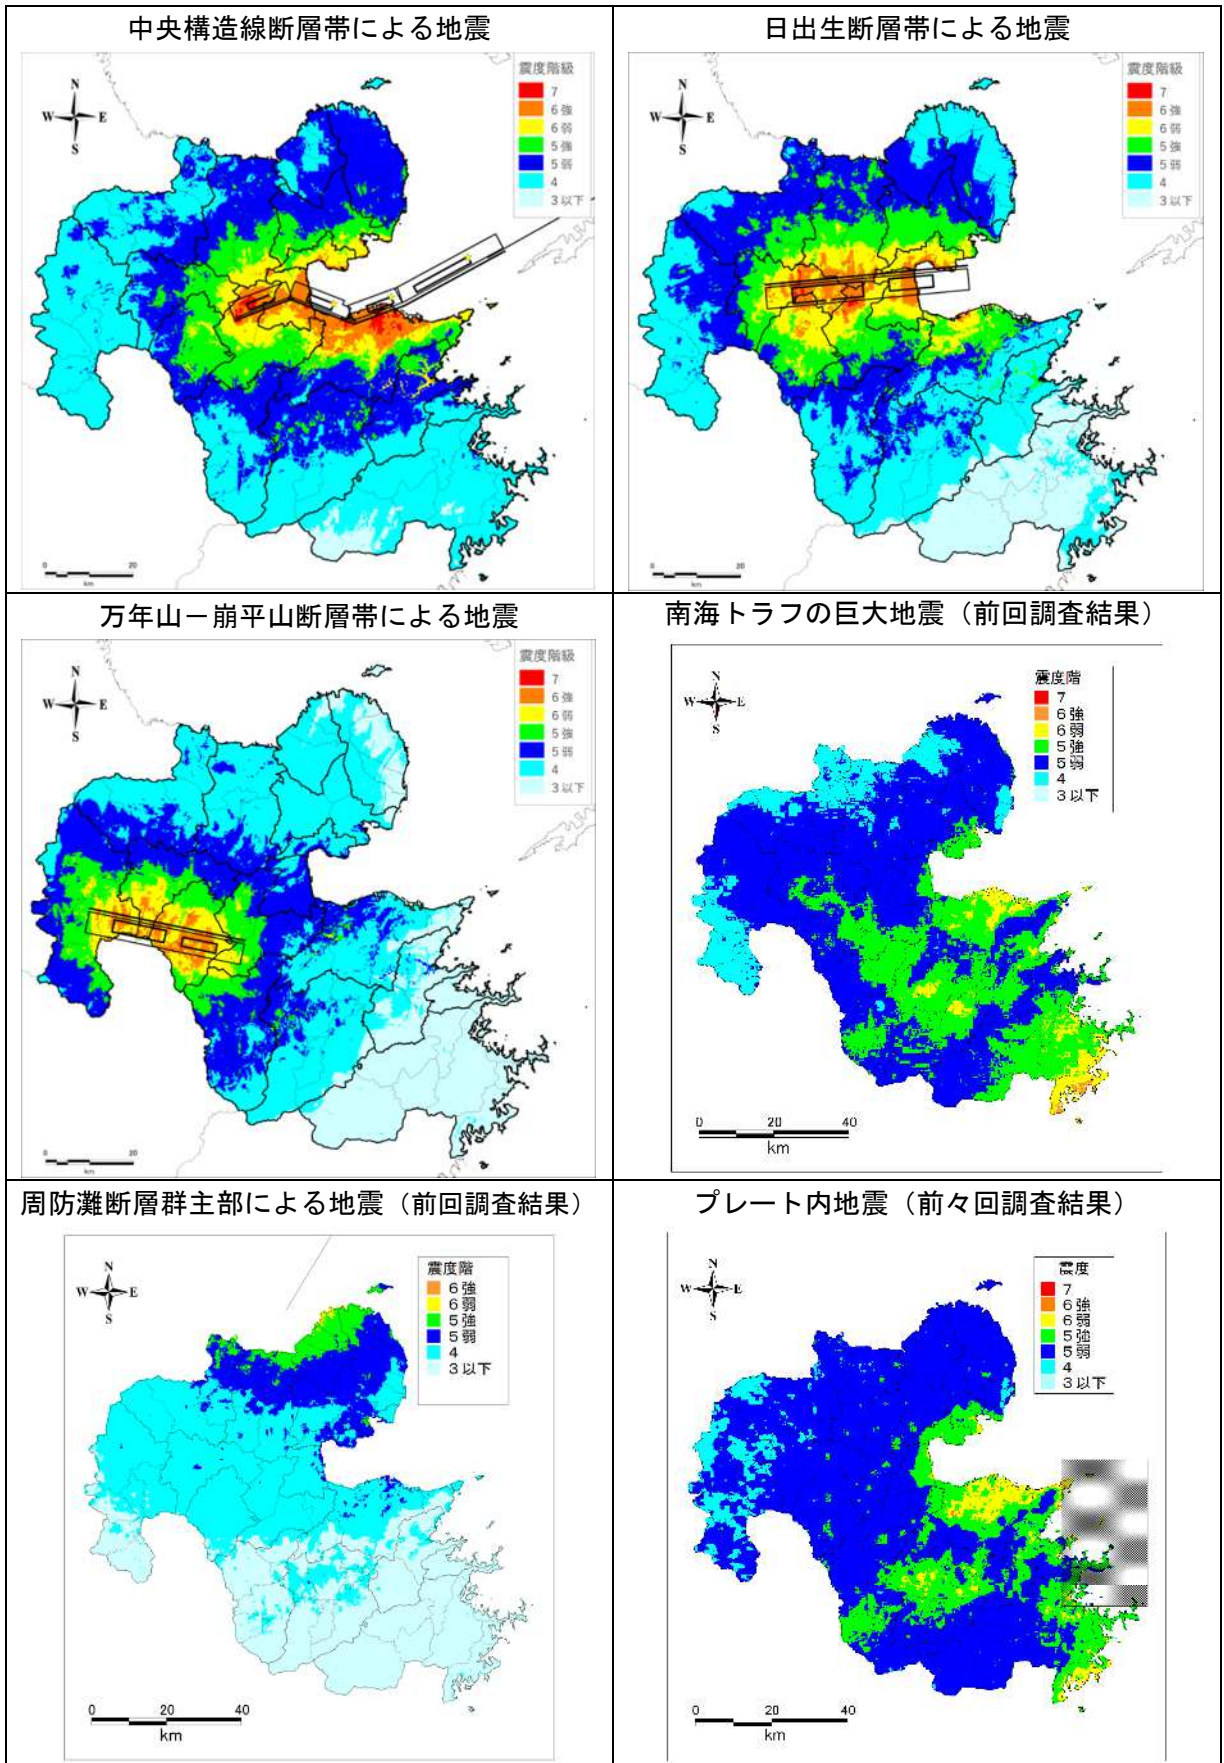 中央構造線断層帯による地震
震度階級
7
6強
6弱
5強
5弱
4
3以下
N
W
E
S
0
20
km
日出生断層帯による地震
震度階級
7
6強
6弱
5強
5弱
4
3以下
N
W
E
S
0
20
km
万年山－崩平山断層帯による地震
震度階級
7
6強
6弱
5強
5弱
4
3以下
N
W
E
S
0
20
km
南海トラフの巨大地震（前回調査結果）
震度階
7
6強
6弱
5強
5弱
4
3以下
N
W
E
S
0 20 40
km
周防灘断層群主部による地震（前回調査結果）
震度階
6強
6弱
5強
5弱
4
3以下
N
W
E
S
0 20 40
km
プレート内地震（前々回調査結果）
震度
7
6強
6弱
5強
5弱
4
3以下
N
W
E
S
0 20 40
km